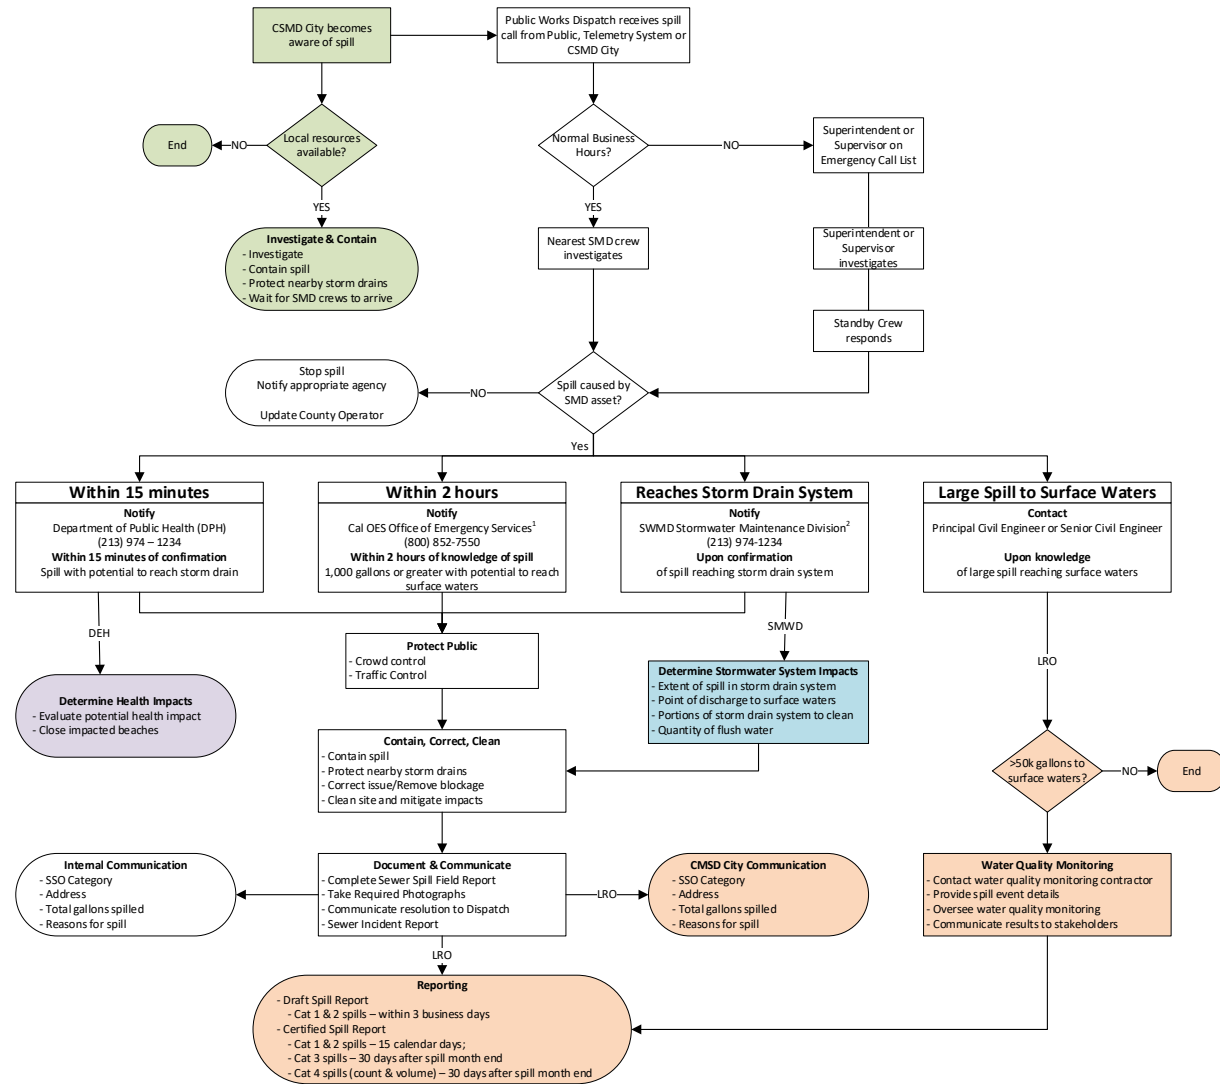 CSMD City becomes
aware of spill
Public Works Dispatch receives spill
call from Public, Telemetry System or
CSMD City
Local resources
available?
NO
End
YES
Investigate & Contain
- Investigate
- Contain spill
- Protect nearby storm drains
- Wait for SMD crews to arrive
Normal Business
Hours?
NO
Superintendent or
Supervisor on
Emergency Call List
YES
Nearest SMD crew
investigates
Superintendent or
Supervisor
investigates
Standby Crew
responds
Spill caused by
SMD asset?
NO
Stop spill
Notify appropriate agency
Update County Operator
Yes
Within 15 minutes
Notify
Department of Public Health (DPH)
(213) 974 – 1234
Within 15 minutes of confirmation
Spill with potential to reach storm drain
Within 2 hours
Notify
Cal OES Office of Emergency Services1
(800) 852-7550
Within 2 hours of knowledge of spill
1,000 gallons or greater with potential to reach
surface waters
Reaches Storm Drain System
Notify
SWMD Stormwater Maintenance Division2
(213) 974-1234
Upon confirmation
of spill reaching storm drain system
Large Spill to Surface Waters
Contact
Principal Civil Engineer or Senior Civil Engineer
Upon knowledge
of large spill reaching surface waters
DEH
SMWD
LRO
Determine Health Impacts
- Evaluate potential health impact
- Close impacted beaches
Protect Public
- Crowd control
- Traffic Control
Determine Stormwater System Impacts
- Extent of spill in storm drain system
- Point of discharge to surface waters
- Portions of storm drain system to clean
- Quantity of flush water
Contain, Correct, Clean
- Contain spill
- Protect nearby storm drains
- Correct issue/Remove blockage
- Clean site and mitigate impacts
>50k gallons to
surface waters?
NO
End
Internal Communication
- SSO Category
- Address
- Total gallons spilled
- Reasons for spill
Document & Communicate
- Complete Sewer Spill Field Report
- Take Required Photographs
- Communicate resolution to Dispatch
- Sewer Incident Report
LRO
CMSD City Communication
- SSO Category
- Address
- Total gallons spilled
- Reasons for spill
Water Quality Monitoring
- Contact water quality monitoring contractor
- Provide spill event details
- Oversee water quality monitoring
- Communicate results to stakeholders
LRO
Reporting
- Draft Spill Report
- Cat 1 & 2 spills – within 3 business days
- Certified Spill Report
- Cat 1 & 2 spills – 15 calendar days;
- Cat 3 spills – 30 days after spill month end
- Cat 4 spills (count & volume) – 30 days after spill month end